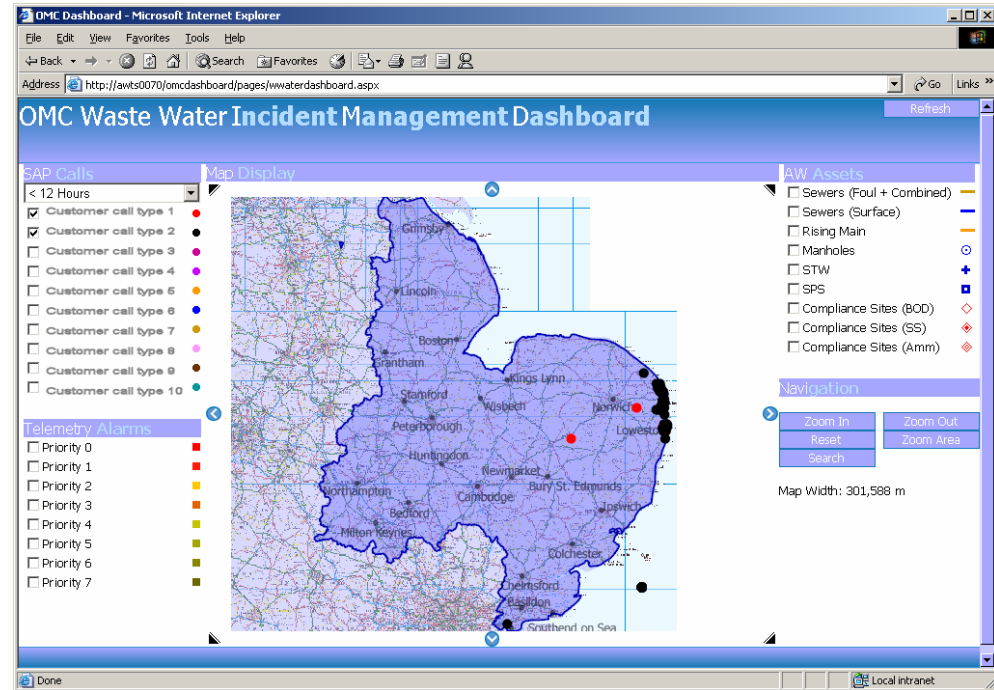 OMC Dashboard - Microsoft Internet Explorer
File Edit View Favorites Tools Help
Back Search Favorites
Address http://awts0070/omcdashboard/pages/wwaterdashboard.aspx Go Links »
OMC Waste Water Incident Management Dashboard
Refresh
SAP Calls
< 12 Hours
Customer call type 1
Customer call type 2
Customer call type 3
Customer call type 4
Customer call type 5
Customer call type 6
Customer call type 7
Customer call type 8
Customer call type 9
Customer call type 10
Telemetry Alarms
Priority 0
Priority 1
Priority 2
Priority 3
Priority 4
Priority 5
Priority 6
Priority 7
Map Display
Grimsby
Lincoln
Boston
Grantham
Kings Lynn
Stamford
Wisbech
Norwich
Peterborough
Lowesto
Huntingdon
Newmarket
Northampton
Cambridge
Bury St. Edmunds
Bedford
Ipswich
Milton Keynes
Colchester
Chelmsford
Basildon
Southend on Sea
AW Assets
Sewers (Foul + Combined)
Sewers (Surface)
Rising Main
Manholes
STW
SPS
Compliance Sites (BOD)
Compliance Sites (SS)
Compliance Sites (Amm)
Navigation
Zoom In Zoom Out
Reset Zoom Area
Search
Map Width: 301,588 m
Done
Local intranet